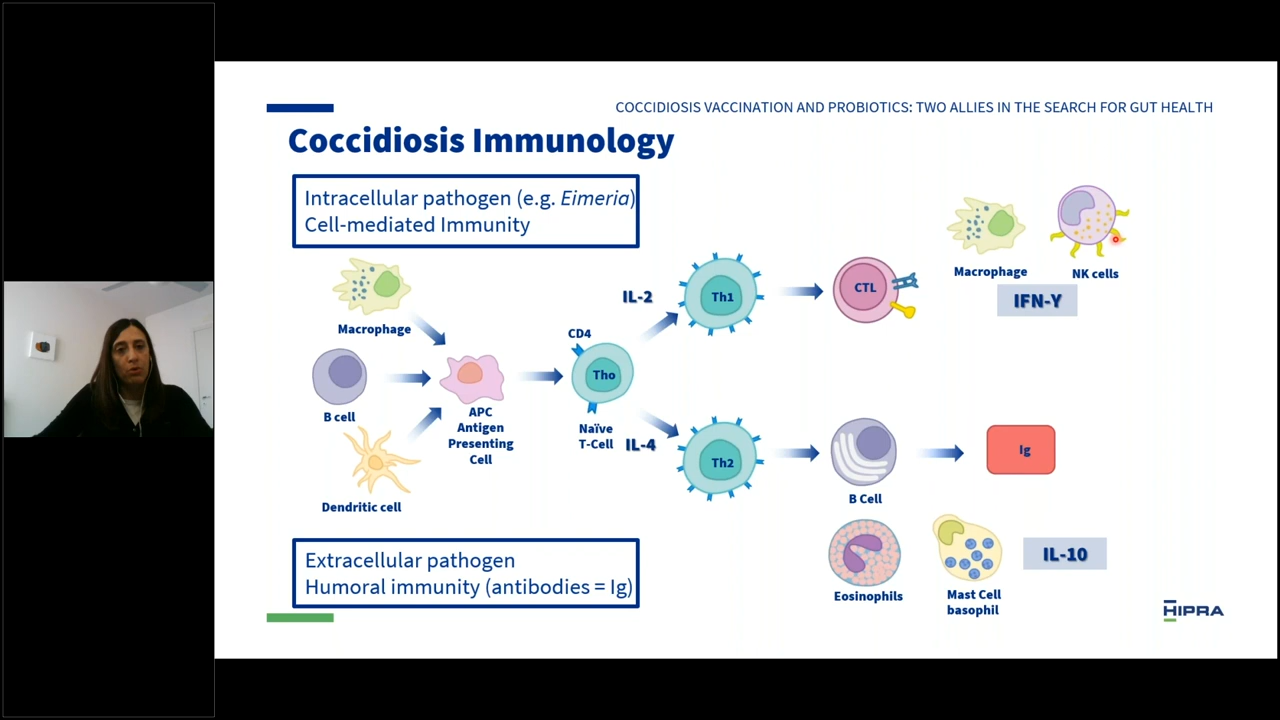 COCCIDIOSIS VACCINATION AND PROBIOTICS: TWO ALLIES IN THE SEARCH FOR GUT HEALTH
Coccidiosis Immunology
Intracellular pathogen (e.g. Eimeria)
Cell-mediated Immunity
Macrophage
B cell
Dendritic cell
APC
Antigen
Presenting
Cell
CD4
Tho
Naïve
T-Cell
IL-2
Th1
CTL
Macrophage
NK cells
IFN-Y
IL-4
Th2
B Cell
Ig
Eosinophils
Mast Cell
basophil
IL-10
Extracellular pathogen
Humoral immunity (antibodies = Ig)
HIPRA